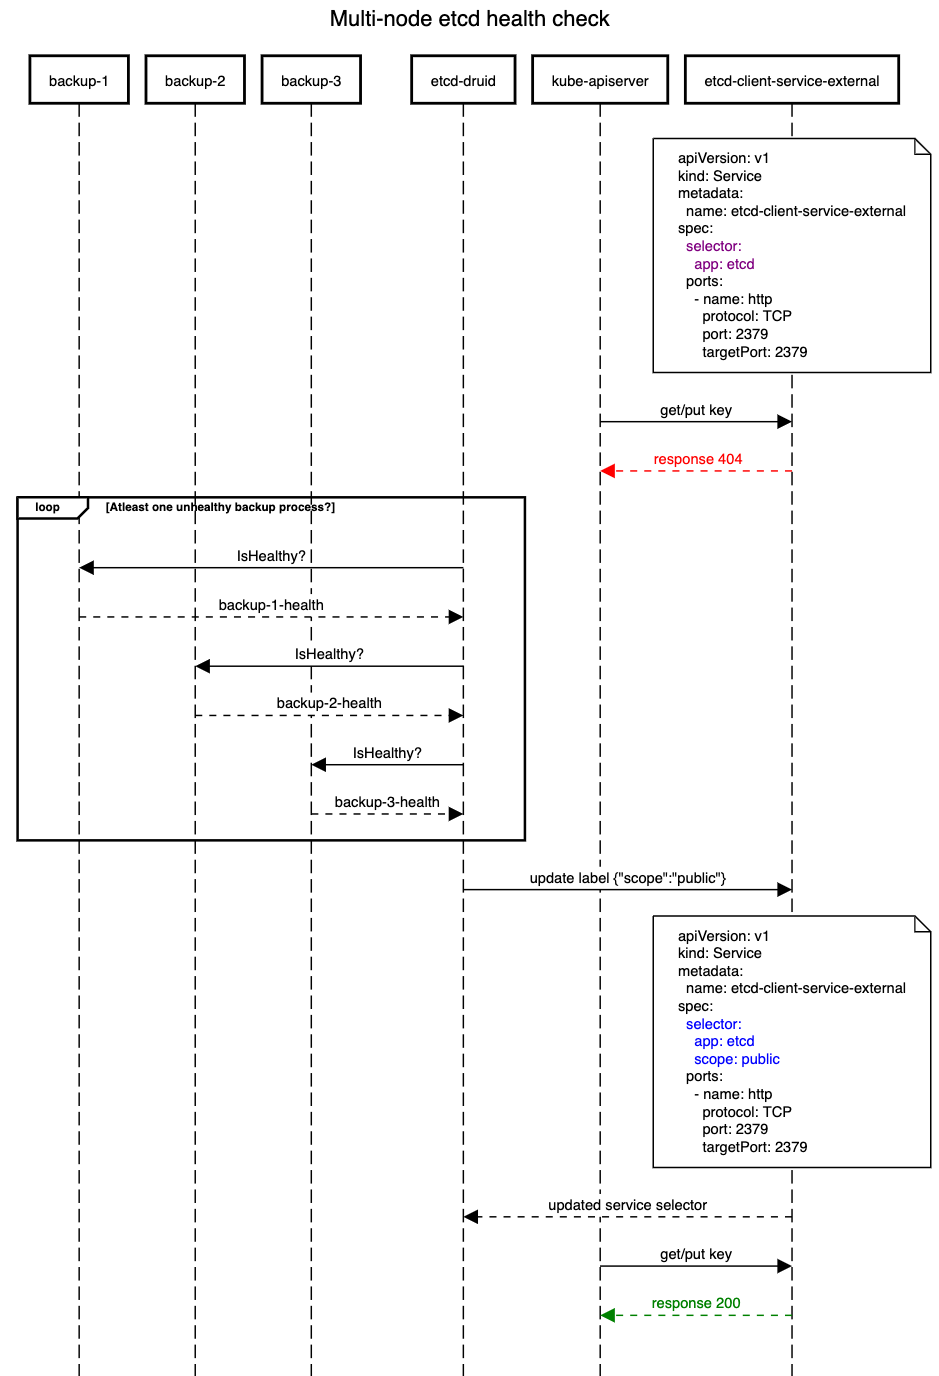 Multi-node etcd health check
backup-1
backup-2
backup-3
etcd-druid
kube-apiserver
etcd-client-service-external
apiVersion: v1
kind: Service
metadata:
  name: etcd-client-service-external
spec:
  selector:
    app: etcd
  ports:
    - name: http
      protocol: TCP
      port: 2379
      targetPort: 2379
get/put key
response 404
loop
[Atleast one unhealthy backup process?]
IsHealthy?
backup-1-health
IsHealthy?
backup-2-health
IsHealthy?
backup-3-health
update label {"scope":"public"}
apiVersion: v1
kind: Service
metadata:
  name: etcd-client-service-external
spec:
  selector:
    app: etcd
    scope: public
  ports:
    - name: http
      protocol: TCP
      port: 2379
      targetPort: 2379
updated service selector
get/put key
response 200